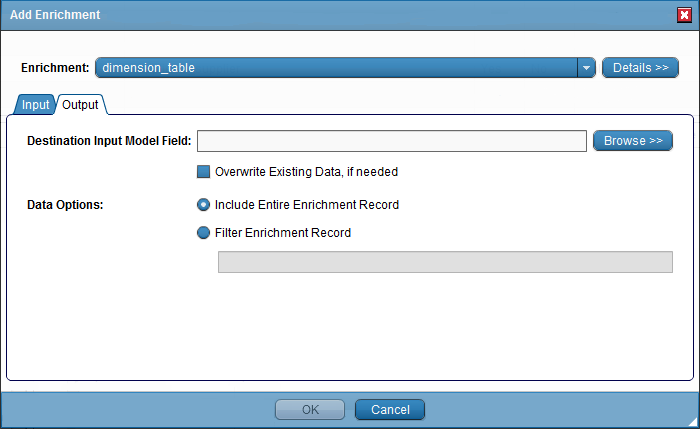 Add Enrichment
Enrichment: dimension_table Details >>
Input Output
Destination Input Model Field: Browse >>
Overwrite Existing Data, if needed
Data Options: Include Entire Enrichment Record
Filter Enrichment Record
OK Cancel